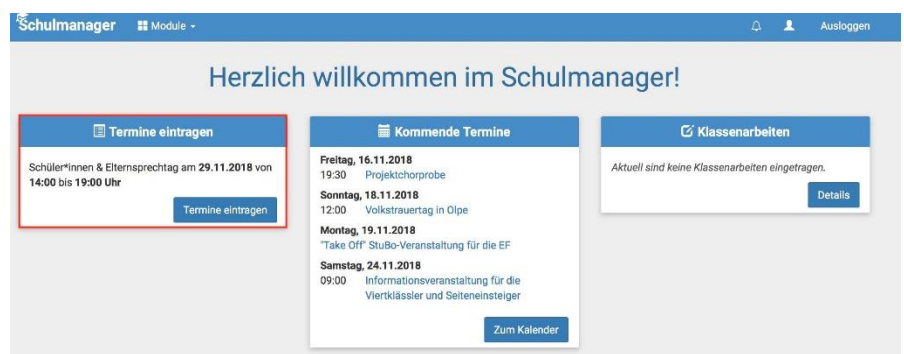 Schulmanager
Module
Ausloggen
Herzlich willkommen im Schulmanager!
Termine eintragen
Schüler*innen & Elternsprechtag am 29.11.2018 von
14:00 bis 19:00 Uhr
Termine eintragen
Kommende Termine
Freitag, 16.11.2018
19:30 Projektchorprobe
Sonntag, 18.11.2018
12:00 Volkstrauertag in Olpe
Montag, 19.11.2018
"Take Off" StuBo-Veranstaltung für die EF
Samstag, 24.11.2018
09:00 Informationsveranstaltung für die
Viertklässler und Seiteneinsteiger
Zum Kalender
Klassenarbeiten
Aktuell sind keine Klassenarbeiten eingetragen.
Details